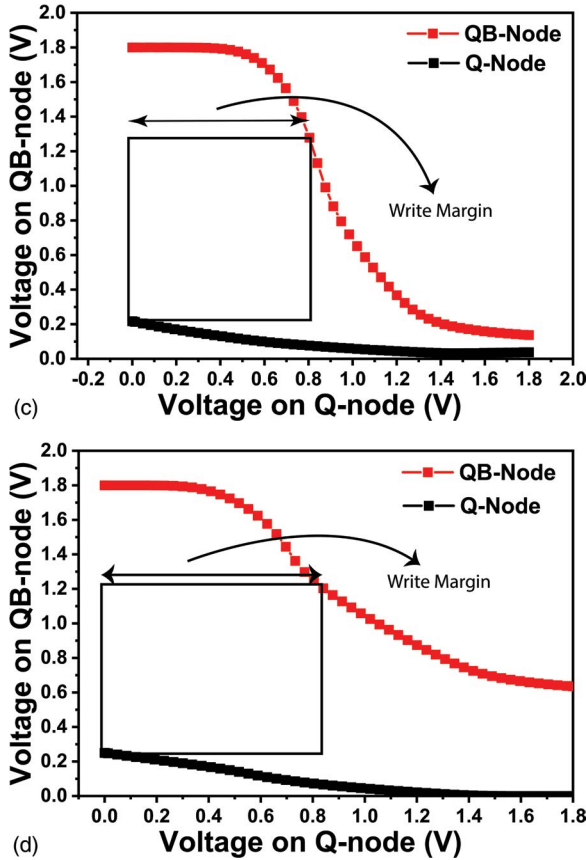 2.0
1.8
1.6
1.4
1.2
1.0
0.8
0.6
0.4
0.2
0.0
Voltage on QB-node (V)
QB-Node
Q-Node
Write Margin
-0.2 0.0 0.2 0.4 0.6 0.8 1.0 1.2 1.4 1.6 1.8 2.0
(c) Voltage on Q-node (V)
2.0
1.8
1.6
1.4
1.2
1.0
0.8
0.6
0.4
0.2
0.0
Voltage on QB-node (V)
QB-Node
Q-Node
Write Margin
0.0 0.2 0.4 0.6 0.8 1.0 1.2 1.4 1.6 1.8
(d) Voltage on Q-node (V)